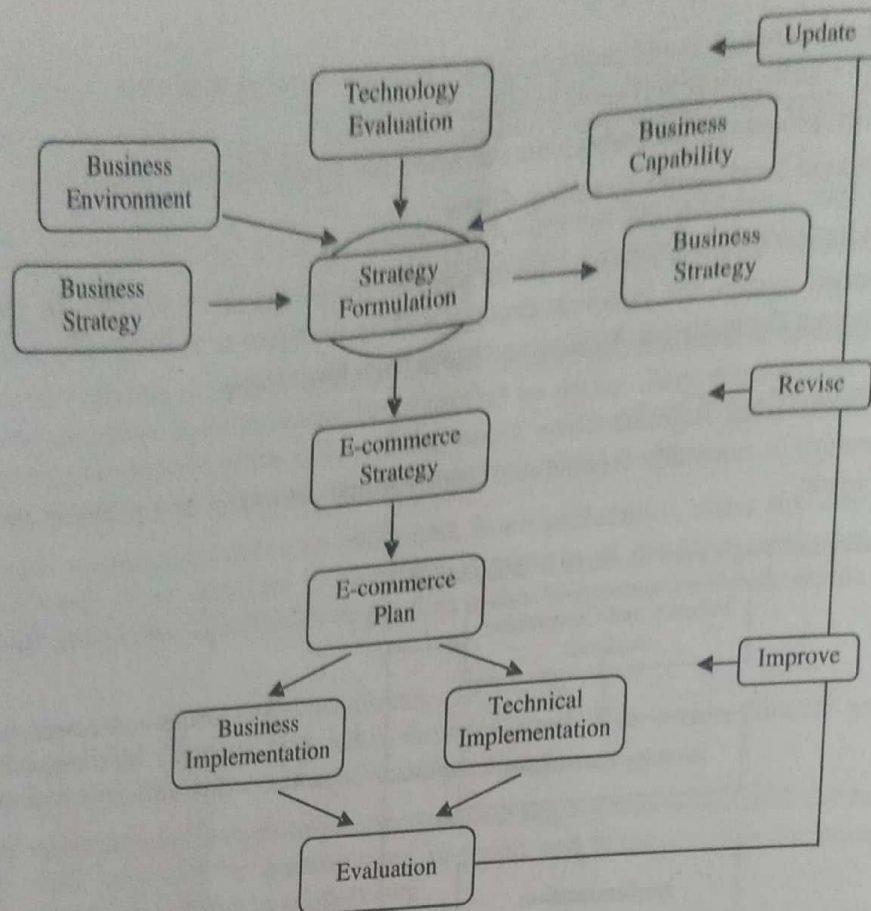 Update
Technology
Evaluation
Business
Capability
Business
Environment
Business
Strategy
Strategy
Formulation
Business
Strategy
Revise
E-commerce
Strategy
E-commerce
Plan
Improve
Business
Implementation
Technical
Implementation
Evaluation